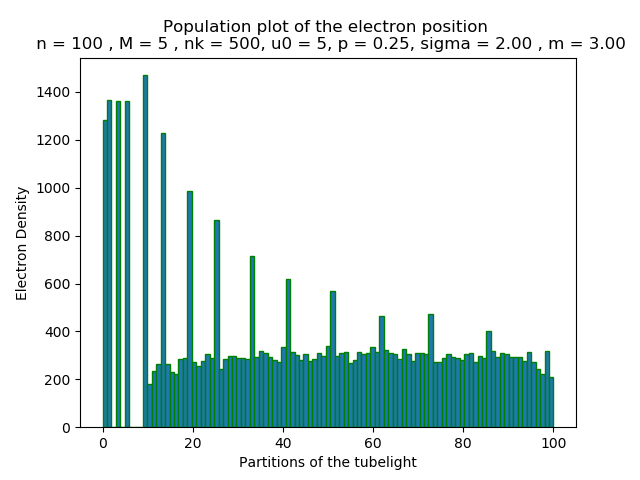 Population plot of the electron position
n = 100 , M = 5 , nk = 500, u0 = 5, p = 0.25, sigma = 2.00 , m = 3.00
1400
1200
1000
800
600
400
200
0
Electron Density
0 20 40 60 80 100
Partitions of the tubelight